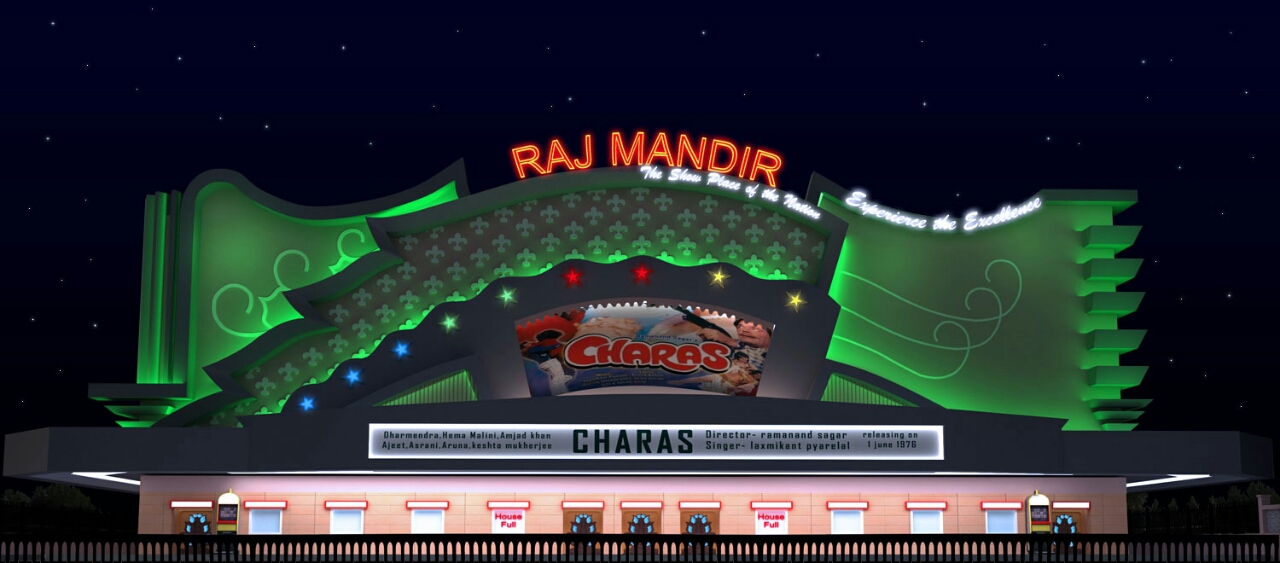 RAJ MANDIR
The Show Place of the Nation
Experience the Excellence
CHARAS
Dharmendra,Hema Malini,Amjad khan
Ajeet,Asrani,Aruna,keshto mukherjee
CHARAS
Director- ramanand sagar
Singer- laxmikant pyarelal
releasing on
1 june 1976
House
Full
House
Full